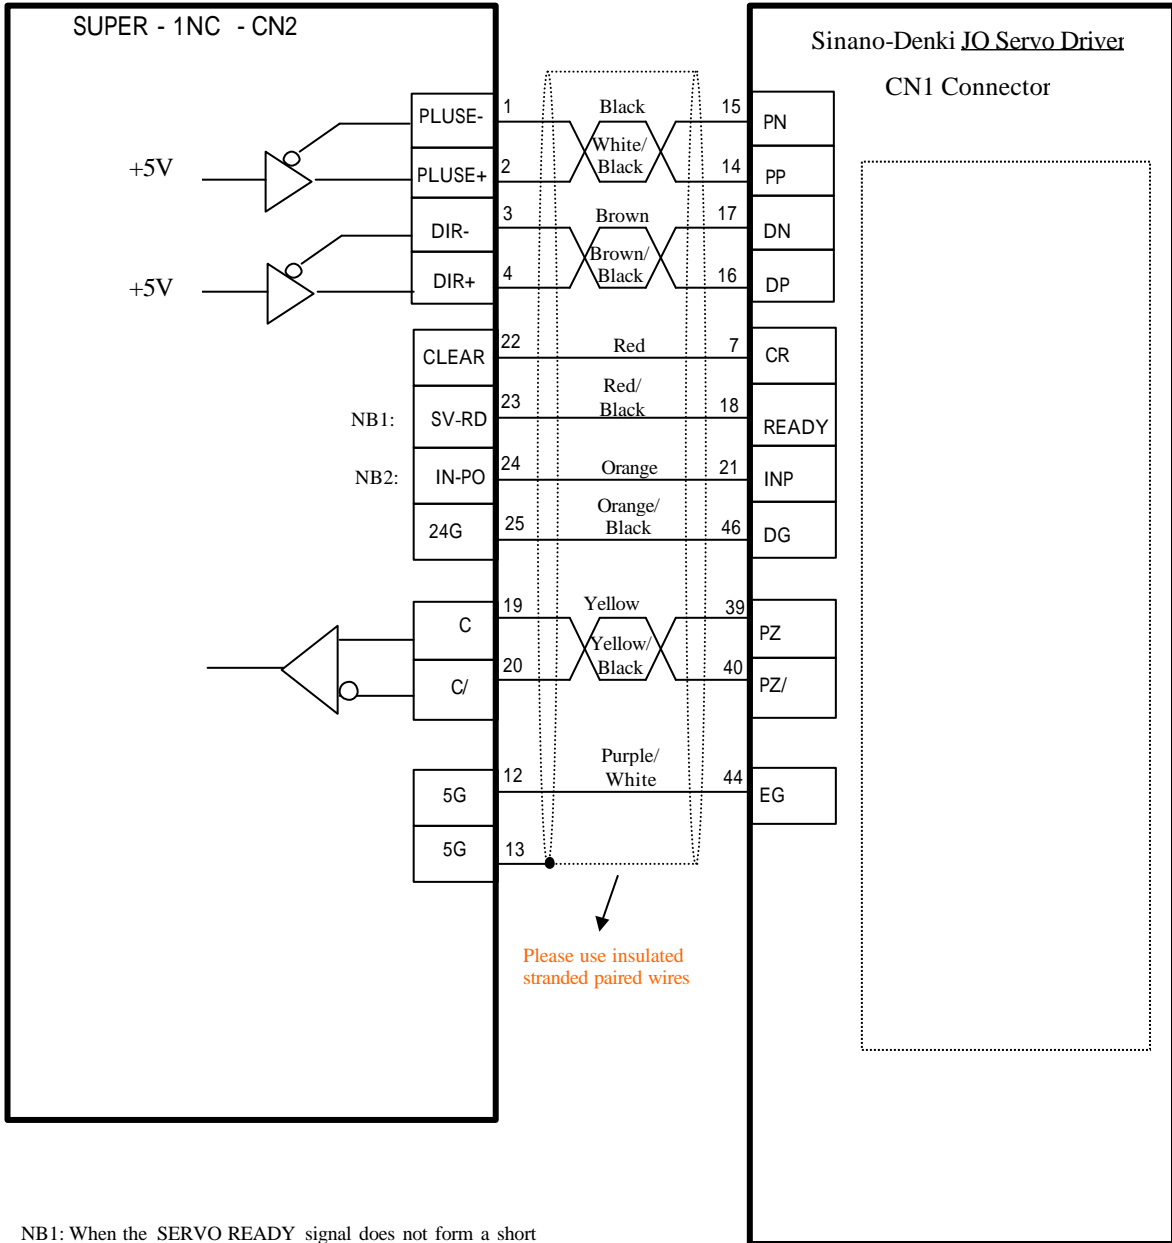 SUPER - 1NC - CN2
Sinano-Denki JO Servo Driver
CN1 Connector
PLUSE- 1 Black 15 PN
+5V
White/
Black
PLUSE+ 2 14 PP
DIR- 3 Brown 17 DN
+5V
Brown/
Black
DIR+ 4 16 DP
CLEAR 22 Red 7 CR
Red/
Black
NB1: SV-RD 23 18 READY
NB2: IN-PO 24 Orange 21 INP
Orange/
Black
24G 25 46 DG
C 19 Yellow 39 PZ
Yellow/
Black
C/ 20 40 PZ/
Purple/
White
5G 12 44 EG
5G 13
Please use insulated
stranded paired wires
NB1: When the SERVO READY signal does not form a short